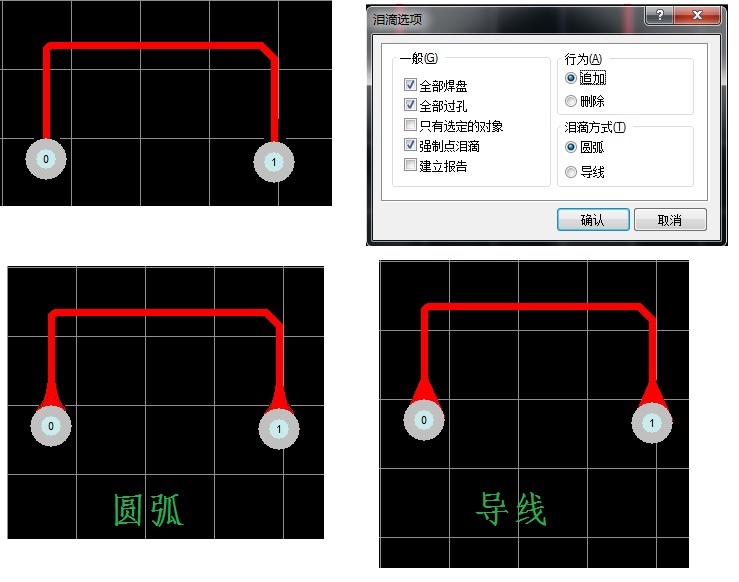 0
1
泪滴选项
?
一般(G)
全部焊盘
全部过孔
只有选定的对象
强制点泪滴
建立报告
行为(A)
追加
删除
泪滴方式(T)
圆弧
导线
确认
取消
0
1
圆弧
0
1
导线